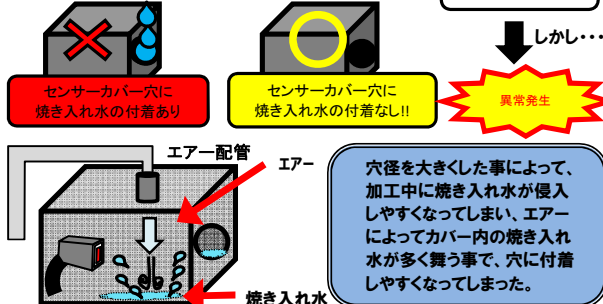 しかし・・・
センサーカバー穴に
焼き入れ水の付着あり
センサーカバー穴に
焼き入れ水の付着なし!!
異常発生
エアー配管
エアー
穴径を大きくした事によって、
加工中に焼き入れ水が侵入
しやすくなってしまい、エアー
によってカバー内の焼き入れ
水が多く舞う事で、穴に付着
しやすくなってしまった。
焼き入れ水